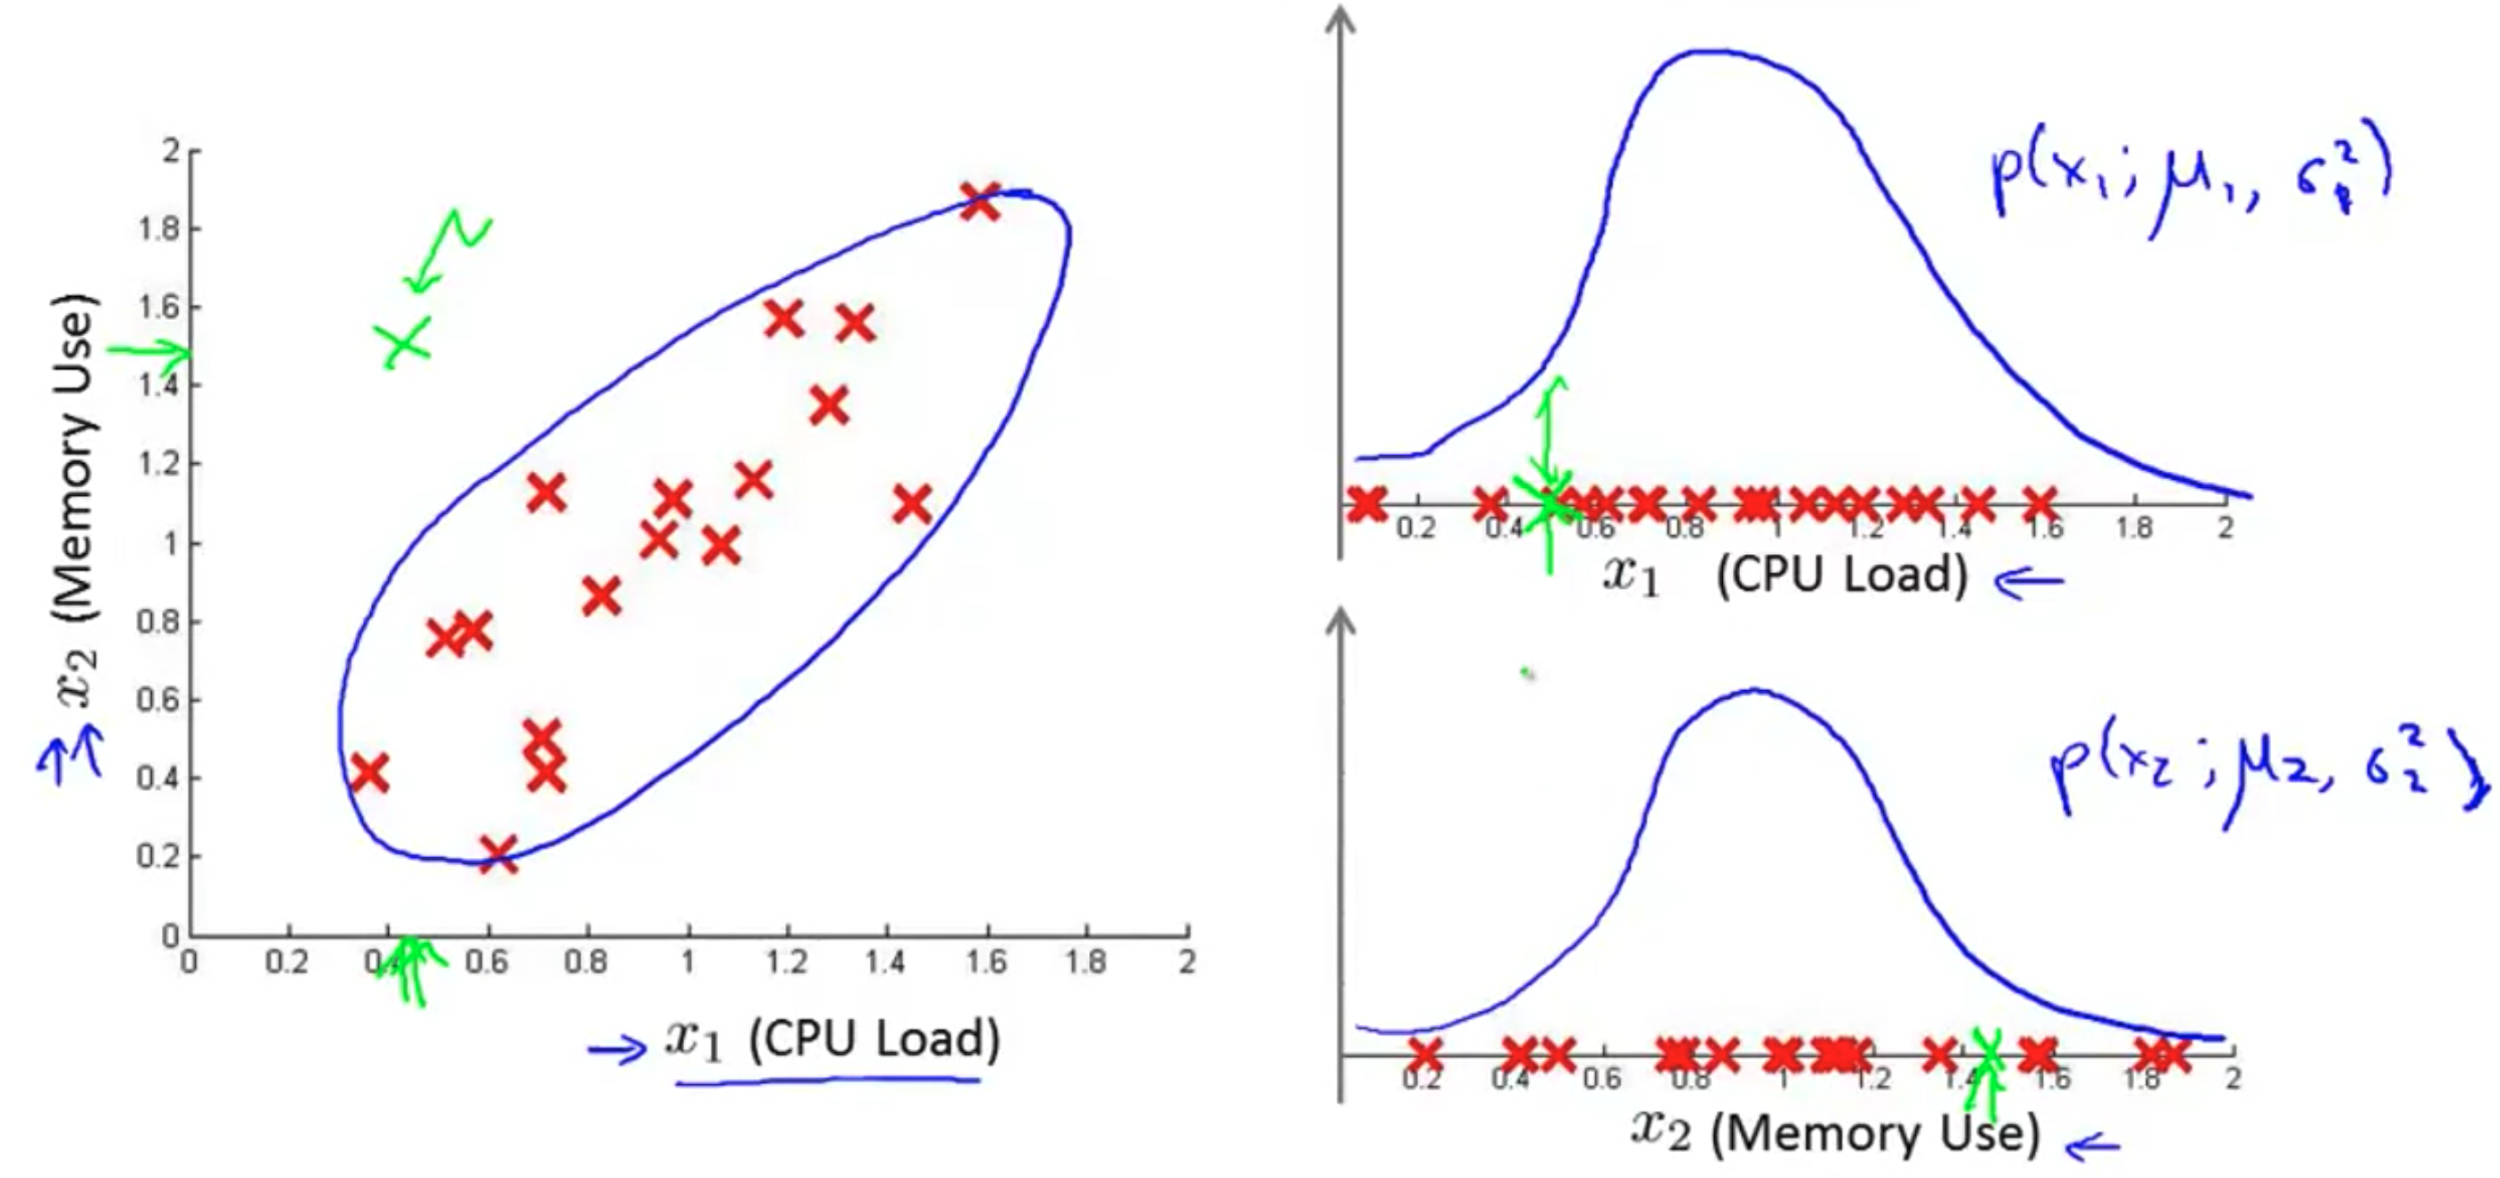 2
1.8
1.6
1.4
1.2
1
0.8
0.6
0.4
0.2
0
x₂ (Memory Use)
0 0.2 0.4 0.6 0.8 1 1.2 1.4 1.6 1.8 2
x₁ (CPU Load)
p(x₁; μ₁, σ₁²)
0.2 0.4 0.6 0.8 1 1.2 1.4 1.6 1.8 2
x₁ (CPU Load)
p(x₂; μ₂, σ₂²)
0.2 0.4 0.6 0.8 1 1.2 1.4 1.6 1.8 2
x₂ (Memory Use)